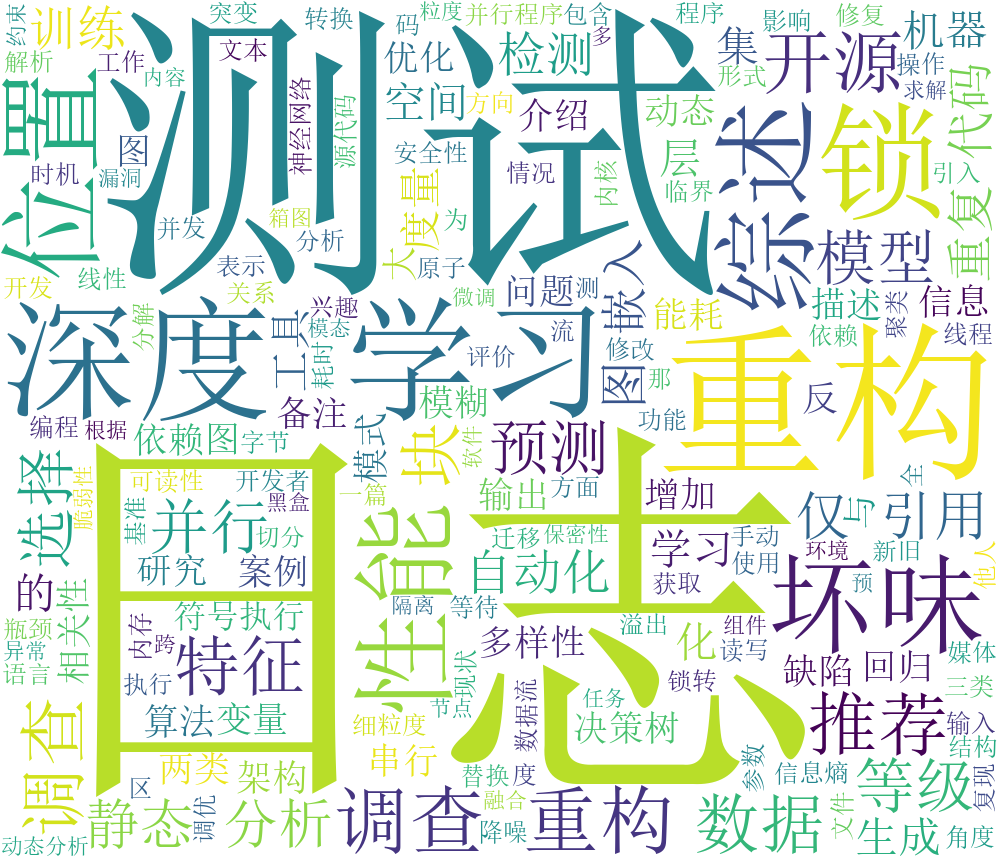 约束
训练
突变
转换
码
粒度
并行程序
包含
程序
影响
修复
解析
工作
内容
文本
优化
检测
多
集
开源
形式
机器
操作
求解
位置
测试
神经网络
源代码
空间
方向
介绍
动态
综述
锁
代码
时机
漏洞
图
安全性
情况
内核
层
临界
引入
并发
箱图
分析
大度量
为
原子
重复
线性
表示
模型
开发
关系
微调
问题
测
嵌入
能耗
描述
信息
分解
兴趣
模态
耗时
工具
流
依赖
聚类
线程
深度
学习
评价
修改
图
那
重构
编程
根据
备注
模糊
功能
反
依赖图
字节
模式
块
软件
预测
选择
脆弱性
可读性
开发者
黑盒
一篇
输出
方面
增加
仅
与
引用
全
基准
并行
切分
性能
迁移
保密性
学习
手动
使用
环境
新旧
他人
的
研究
案例
自动化
获取
坏味
预
相关性
日志
符号执行
隔离
等待
溢出
组件
瓶颈
内存
跨
特征
多样性
化
读写
缺陷
回归
媒体
异常
语言
执行
节点
现状
锁转
三类
调查
算法
变量
细粒度
数据流
任务
决策树
推荐
输入
两类
架构
串行
结构
区
替换
度
参数
信息熵
等级
复现
静态
分析
调优
调查
融合
降噪
重构
数据
文件
生成
角度
动态分析